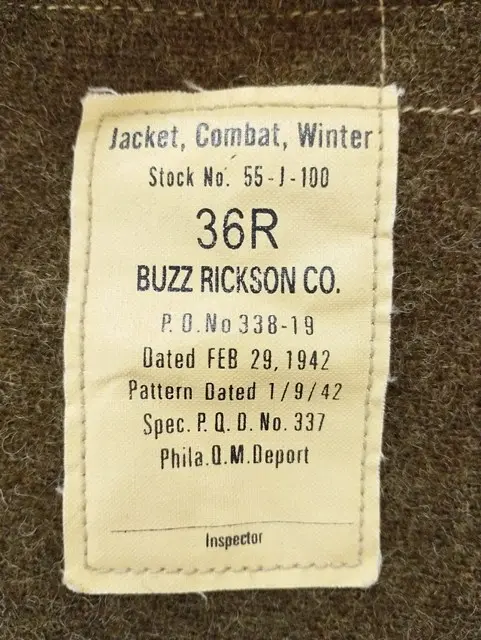 Jacket, Combat, Winter
Stock No. 55-J-100
36R
BUZZ RICKSON CO.
P.O.No 338-19
Dated FEB 29, 1942
Pattern Dated 1/9/42
Spec. P.Q.D. No. 337
Phila.Q.M.Deport
Inspector